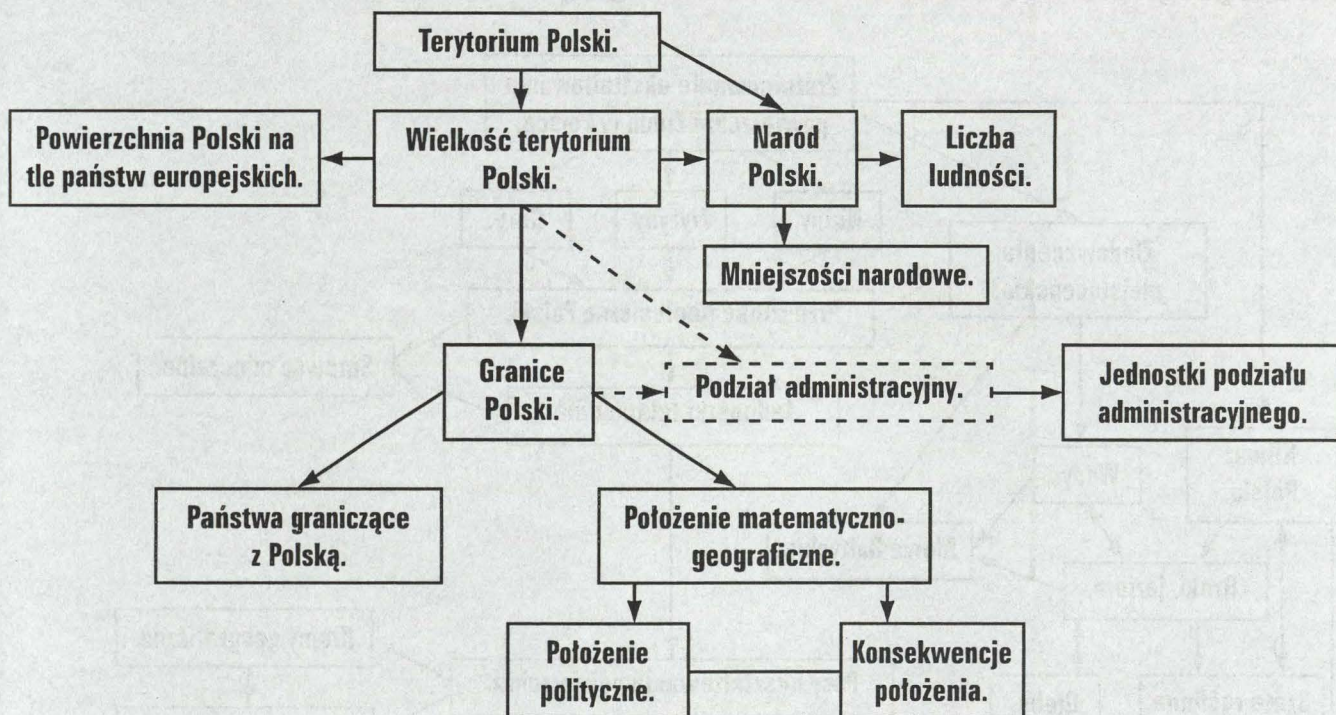 Terytorium Polski.
Powierzchnia Polski na
tle państw europejskich.
Wielkość terytorium
Polski.
Naród
Polski.
Liczba
ludności.
Mniejszości narodowe.
Granice
Polski.
Podział administracyjny.
Jednostki podziału
administracyjnego.
Państwa graniczące
z Polską.
Położenie matematyczno-
geograficzne.
Położenie
polityczne.
Konsekwencje
położenia.